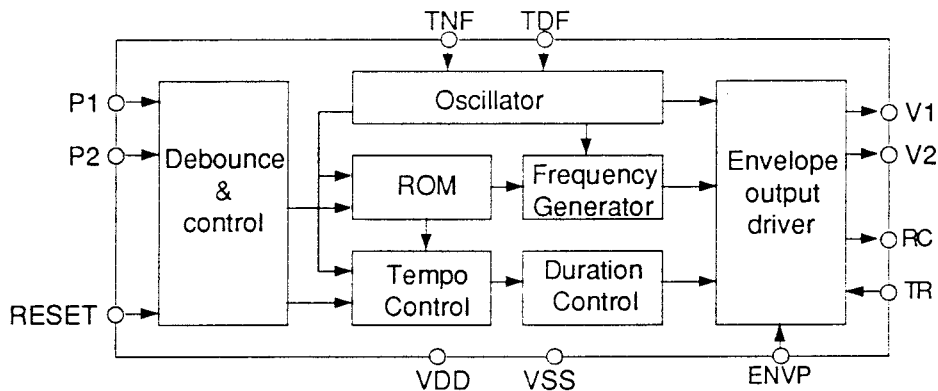 TNF TDF
P1
P2
RESET
Debounce
&
control
Oscillator
ROM
Frequency
Generator
Tempo
Control
Duration
Control
Envelope
output
driver
V1
V2
RC
TR
VDD VSS ENVP